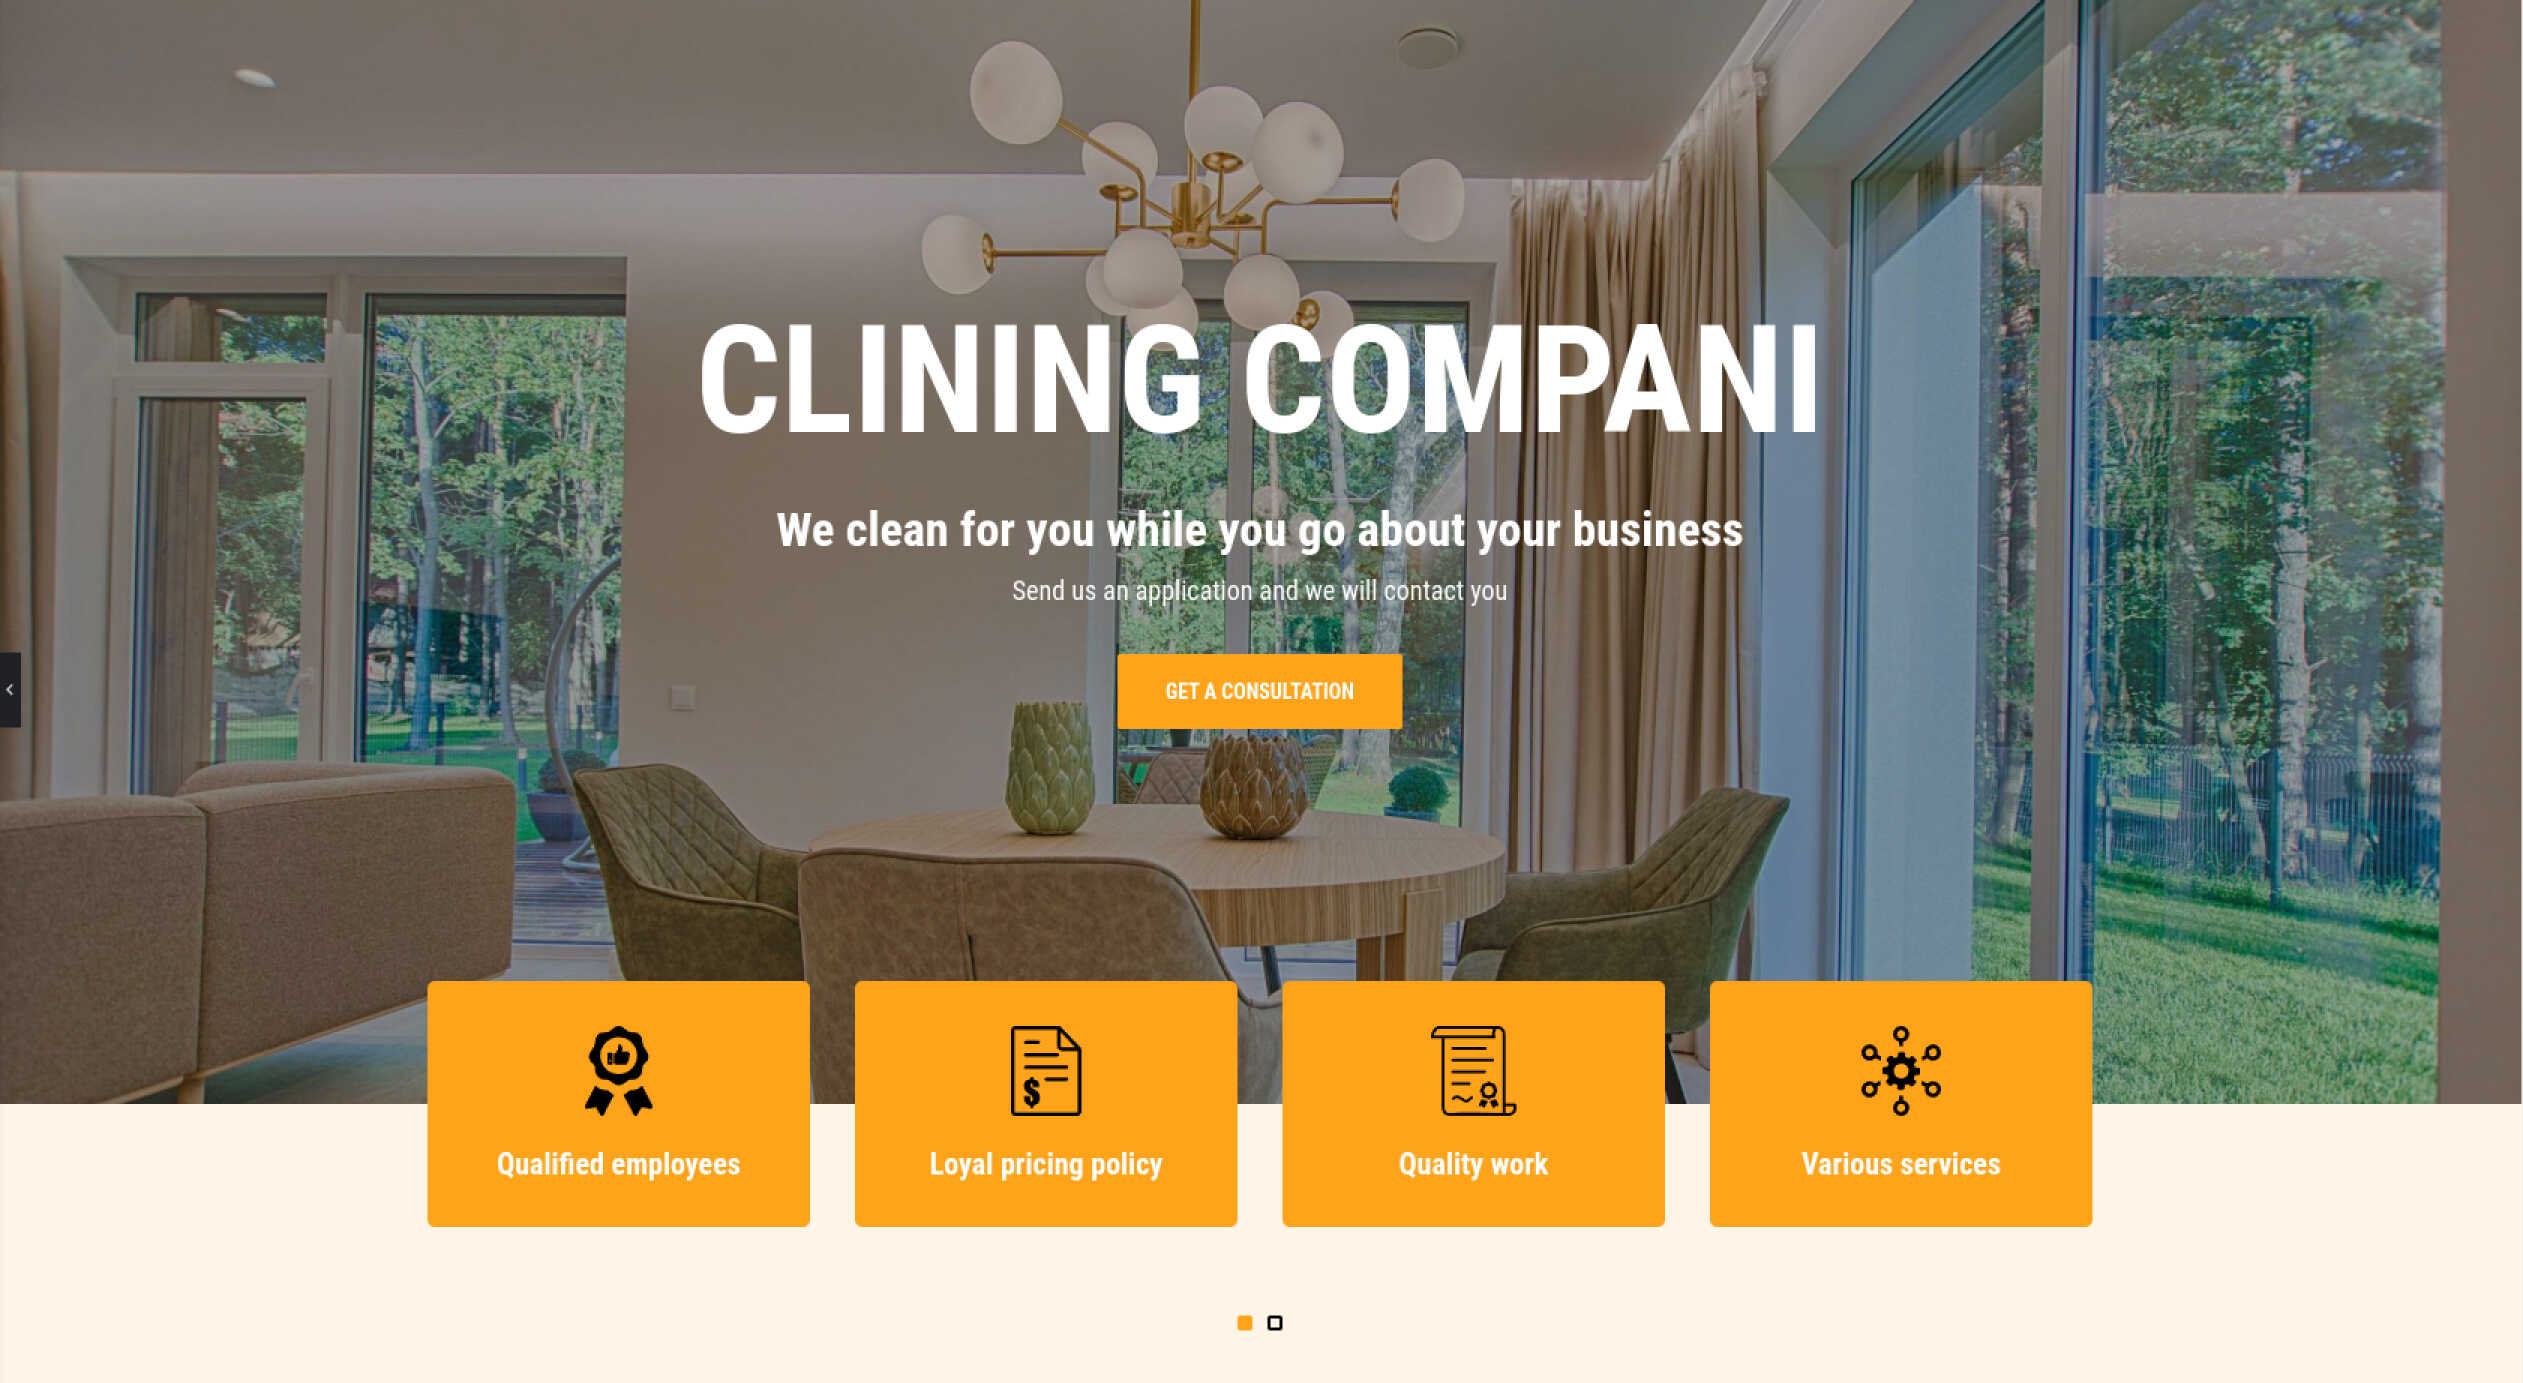 CLINING COMPANI
We clean for you while you go about your business
Send us an application and we will contact you
GET A CONSULTATION
$
Qualified employees
Loyal pricing policy
Quality work
Various services